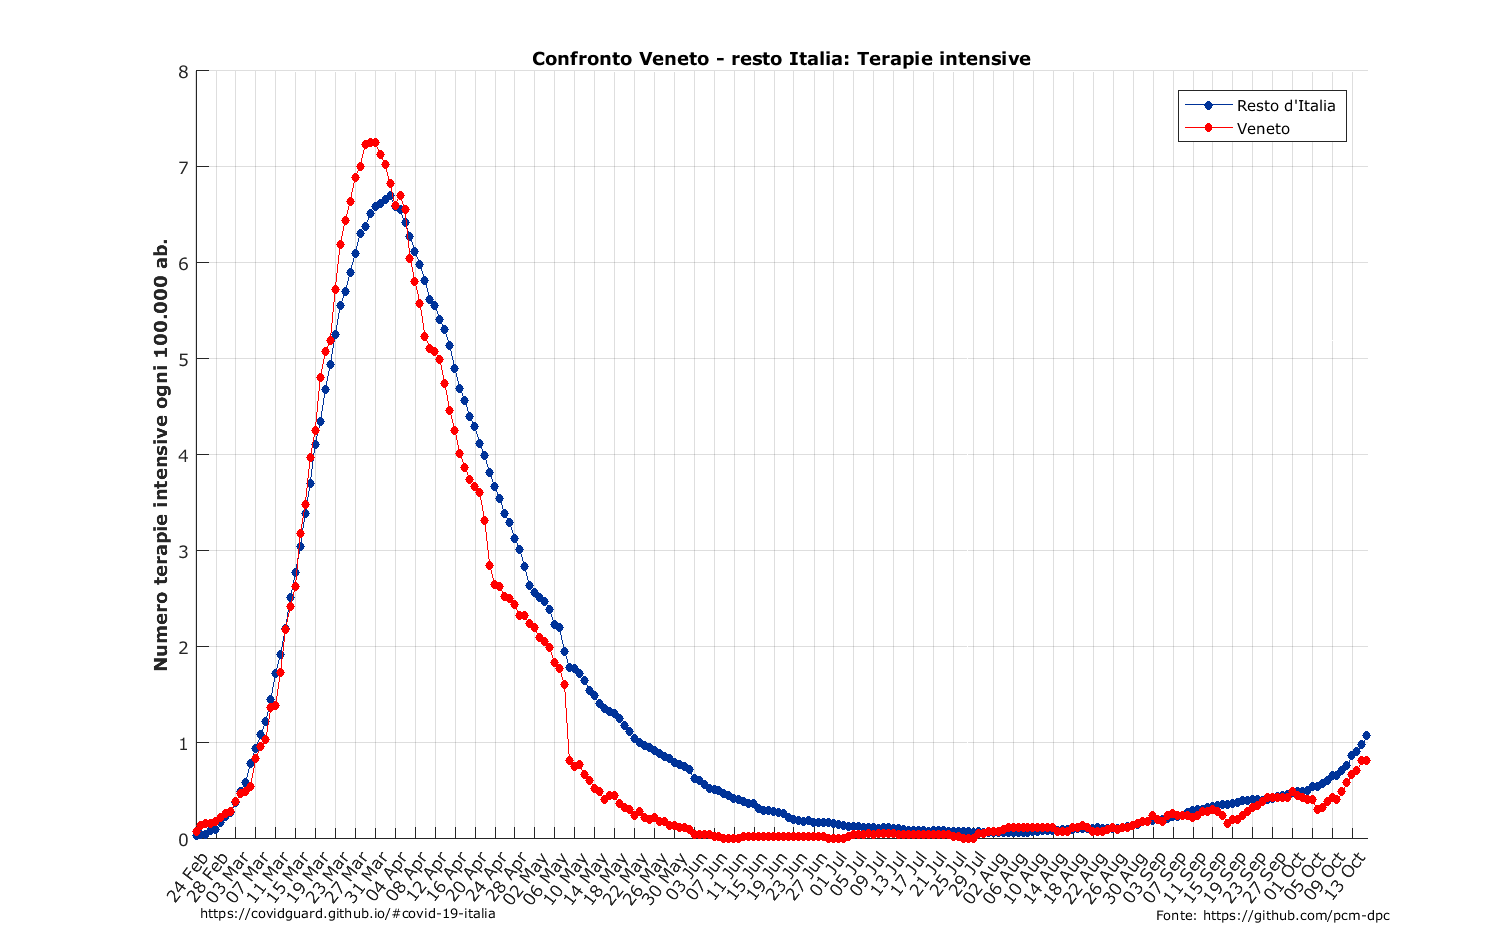 Confronto Veneto - resto Italia: Terapie intensive
Resto d'Italia
Veneto
Numero terapie intensive ogni 100.000 ab.
8
7
6
5
4
3
2
1
0
24 Feb
28 Feb
03 Mar
07 Mar
11 Mar
15 Mar
19 Mar
23 Mar
27 Mar
31 Mar
04 Apr
08 Apr
12 Apr
16 Apr
20 Apr
24 Apr
28 Apr
02 May
06 May
10 May
14 May
18 May
22 May
26 May
30 May
03 Jun
07 Jun
11 Jun
15 Jun
19 Jun
23 Jun
27 Jun
01 Jul
05 Jul
09 Jul
13 Jul
17 Jul
21 Jul
25 Jul
29 Jul
02 Aug
06 Aug
10 Aug
14 Aug
18 Aug
22 Aug
26 Aug
30 Aug
03 Sep
07 Sep
11 Sep
15 Sep
19 Sep
23 Sep
27 Sep
01 Oct
05 Oct
09 Oct
13 Oct
https://covidguard.github.io/#covid-19-italia
Fonte: https://github.com/pcm-dpc